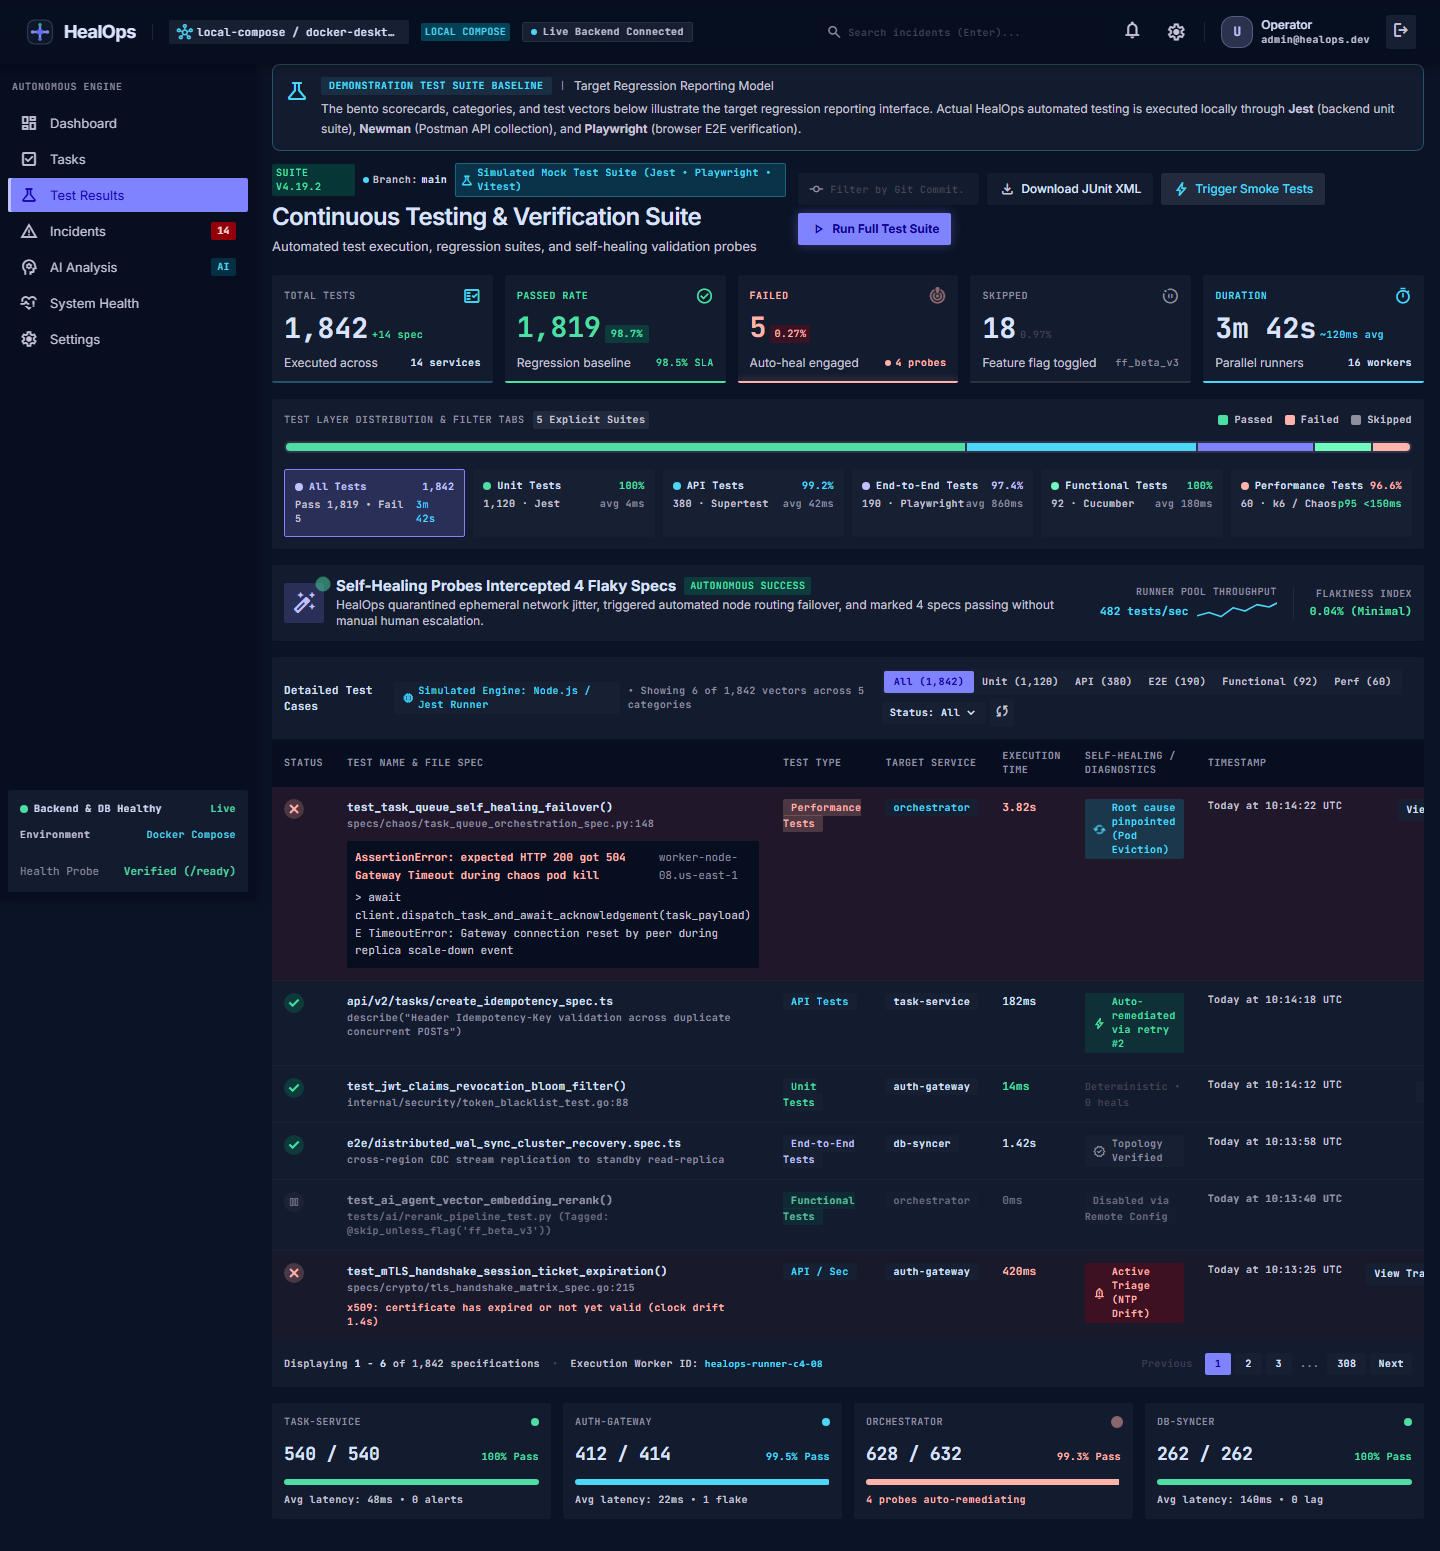 HealOps
local-compose / docker-deskt…
LOCAL COMPOSE
Live Backend Connected
Search incidents (Enter)...
U
Operator
admin@healops.dev
AUTONOMOUS ENGINE
Dashboard
Tasks
Test Results
Incidents
14
AI Analysis
AI
System Health
Settings
Backend & DB Healthy
Live
Environment
Docker Compose
Health Probe
Verified (/ready)
DEMONSTRATION TEST SUITE BASELINE | Target Regression Reporting Model
The bento scorecards, categories, and test vectors below illustrate the target regression reporting interface. Actual HealOps automated testing is executed locally through Jest (backend unit
suite), Newman (Postman API collection), and Playwright (browser E2E verification).
SUITE
V4.19.2
Branch: main
Simulated Mock Test Suite (Jest • Playwright •
Vitest)
Filter by Git Commit.
Download JUnit XML
Trigger Smoke Tests
Run Full Test Suite
Continuous Testing & Verification Suite
Automated test execution, regression suites, and self-healing validation probes
TOTAL TESTS
1,842 +14 spec
Executed across
14 services
PASSED RATE
1,819 98.7%
Regression baseline
98.5% SLA
FAILED
5 0.27%
Auto-heal engaged
4 probes
SKIPPED
18 0.97%
Feature flag toggled
ff_beta_v3
DURATION
3m 42s ~120ms avg
Parallel runners
16 workers
TEST LAYER DISTRIBUTION & FILTER TABS
5 Explicit Suites
Passed
Failed
Skipped
All Tests
1,842
Pass 1,819 • Fail
5
3m
42s
Unit Tests
100%
1,120 · Jest
avg 4ms
API Tests
99.2%
380 · Supertest
avg 42ms
End-to-End Tests
97.4%
190 · Playwright
avg 860ms
Functional Tests
100%
92 · Cucumber
avg 180ms
Performance Tests
96.6%
60 · k6 / Chaos
p95 <150ms
Self-Healing Probes Intercepted 4 Flaky Specs
AUTONOMOUS SUCCESS
HealOps quarantined ephemeral network jitter, triggered automated node routing failover, and marked 4 specs passing without
manual human escalation.
RUNNER POOL THROUGHPUT
482 tests/sec
FLAKINESS INDEX
0.04% (Minimal)
Detailed Test
Cases
Simulated Engine: Node.js /
Jest Runner
• Showing 6 of 1,842 vectors across 5
categories
All (1,842)
Unit (1,120)
API (380)
E2E (190)
Functional (92)
Perf (60)
Status: All
STATUS
TEST NAME & FILE SPEC
TEST TYPE
TARGET SERVICE
EXECUTION
TIME
SELF-HEALING /
DIAGNOSTICS
TIMESTAMP
test_task_queue_self_healing_failover()
specs/chaos/task_queue_orchestration_spec.py:148
AssertionError: expected HTTP 200 got 504
Gateway Timeout during chaos pod kill
worker-node-
08.us-east-1
> await
client.dispatch_task_and_await_acknowledgement(task_payload)
E TimeoutError: Gateway connection reset by peer during
replica scale-down event
Performance
Tests
orchestrator
3.82s
Root cause
pinpointed
(Pod
Eviction)
Today at 10:14:22 UTC
Vie
api/v2/tasks/create_idempotency_spec.ts
describe("Header Idempotency-Key validation across duplicate
concurrent POSTs")
API Tests
task-service
182ms
Auto-
remediated
via retry
#2
Today at 10:14:18 UTC
test_jwt_claims_revocation_bloom_filter()
internal/security/token_blacklist_test.go:88
Unit
Tests
auth-gateway
14ms
Deterministic •
0 heals
Today at 10:14:12 UTC
e2e/distributed_wal_sync_cluster_recovery.spec.ts
cross-region CDC stream replication to standby read-replica
End-to-End
Tests
db-syncer
1.42s
Topology
Verified
Today at 10:13:58 UTC
test_ai_agent_vector_embedding_rerank()
tests/ai/rerank_pipeline_test.py (Tagged:
@skip_unless_flag('ff_beta_v3'))
Functional
Tests
orchestrator
0ms
Disabled via
Remote Config
Today at 10:13:40 UTC
test_mTLS_handshake_session_ticket_expiration()
specs/crypto/tls_handshake_matrix_spec.go:215
x509: certificate has expired or not yet valid (clock drift
1.4s)
API / Sec
auth-gateway
420ms
Active
Triage
(NTP
Drift)
Today at 10:13:25 UTC
View Tra
Displaying 1 - 6 of 1,842 specifications • Execution Worker ID: healops-runner-c4-08
Previous
1
2
3
...
308
Next
TASK-SERVICE
540 / 540
100% Pass
Avg latency: 48ms • 0 alerts
AUTH-GATEWAY
412 / 414
99.5% Pass
Avg latency: 22ms • 1 flake
ORCHESTRATOR
628 / 632
99.3% Pass
4 probes auto-remediating
DB-SYNCER
262 / 262
100% Pass
Avg latency: 140ms • 0 lag